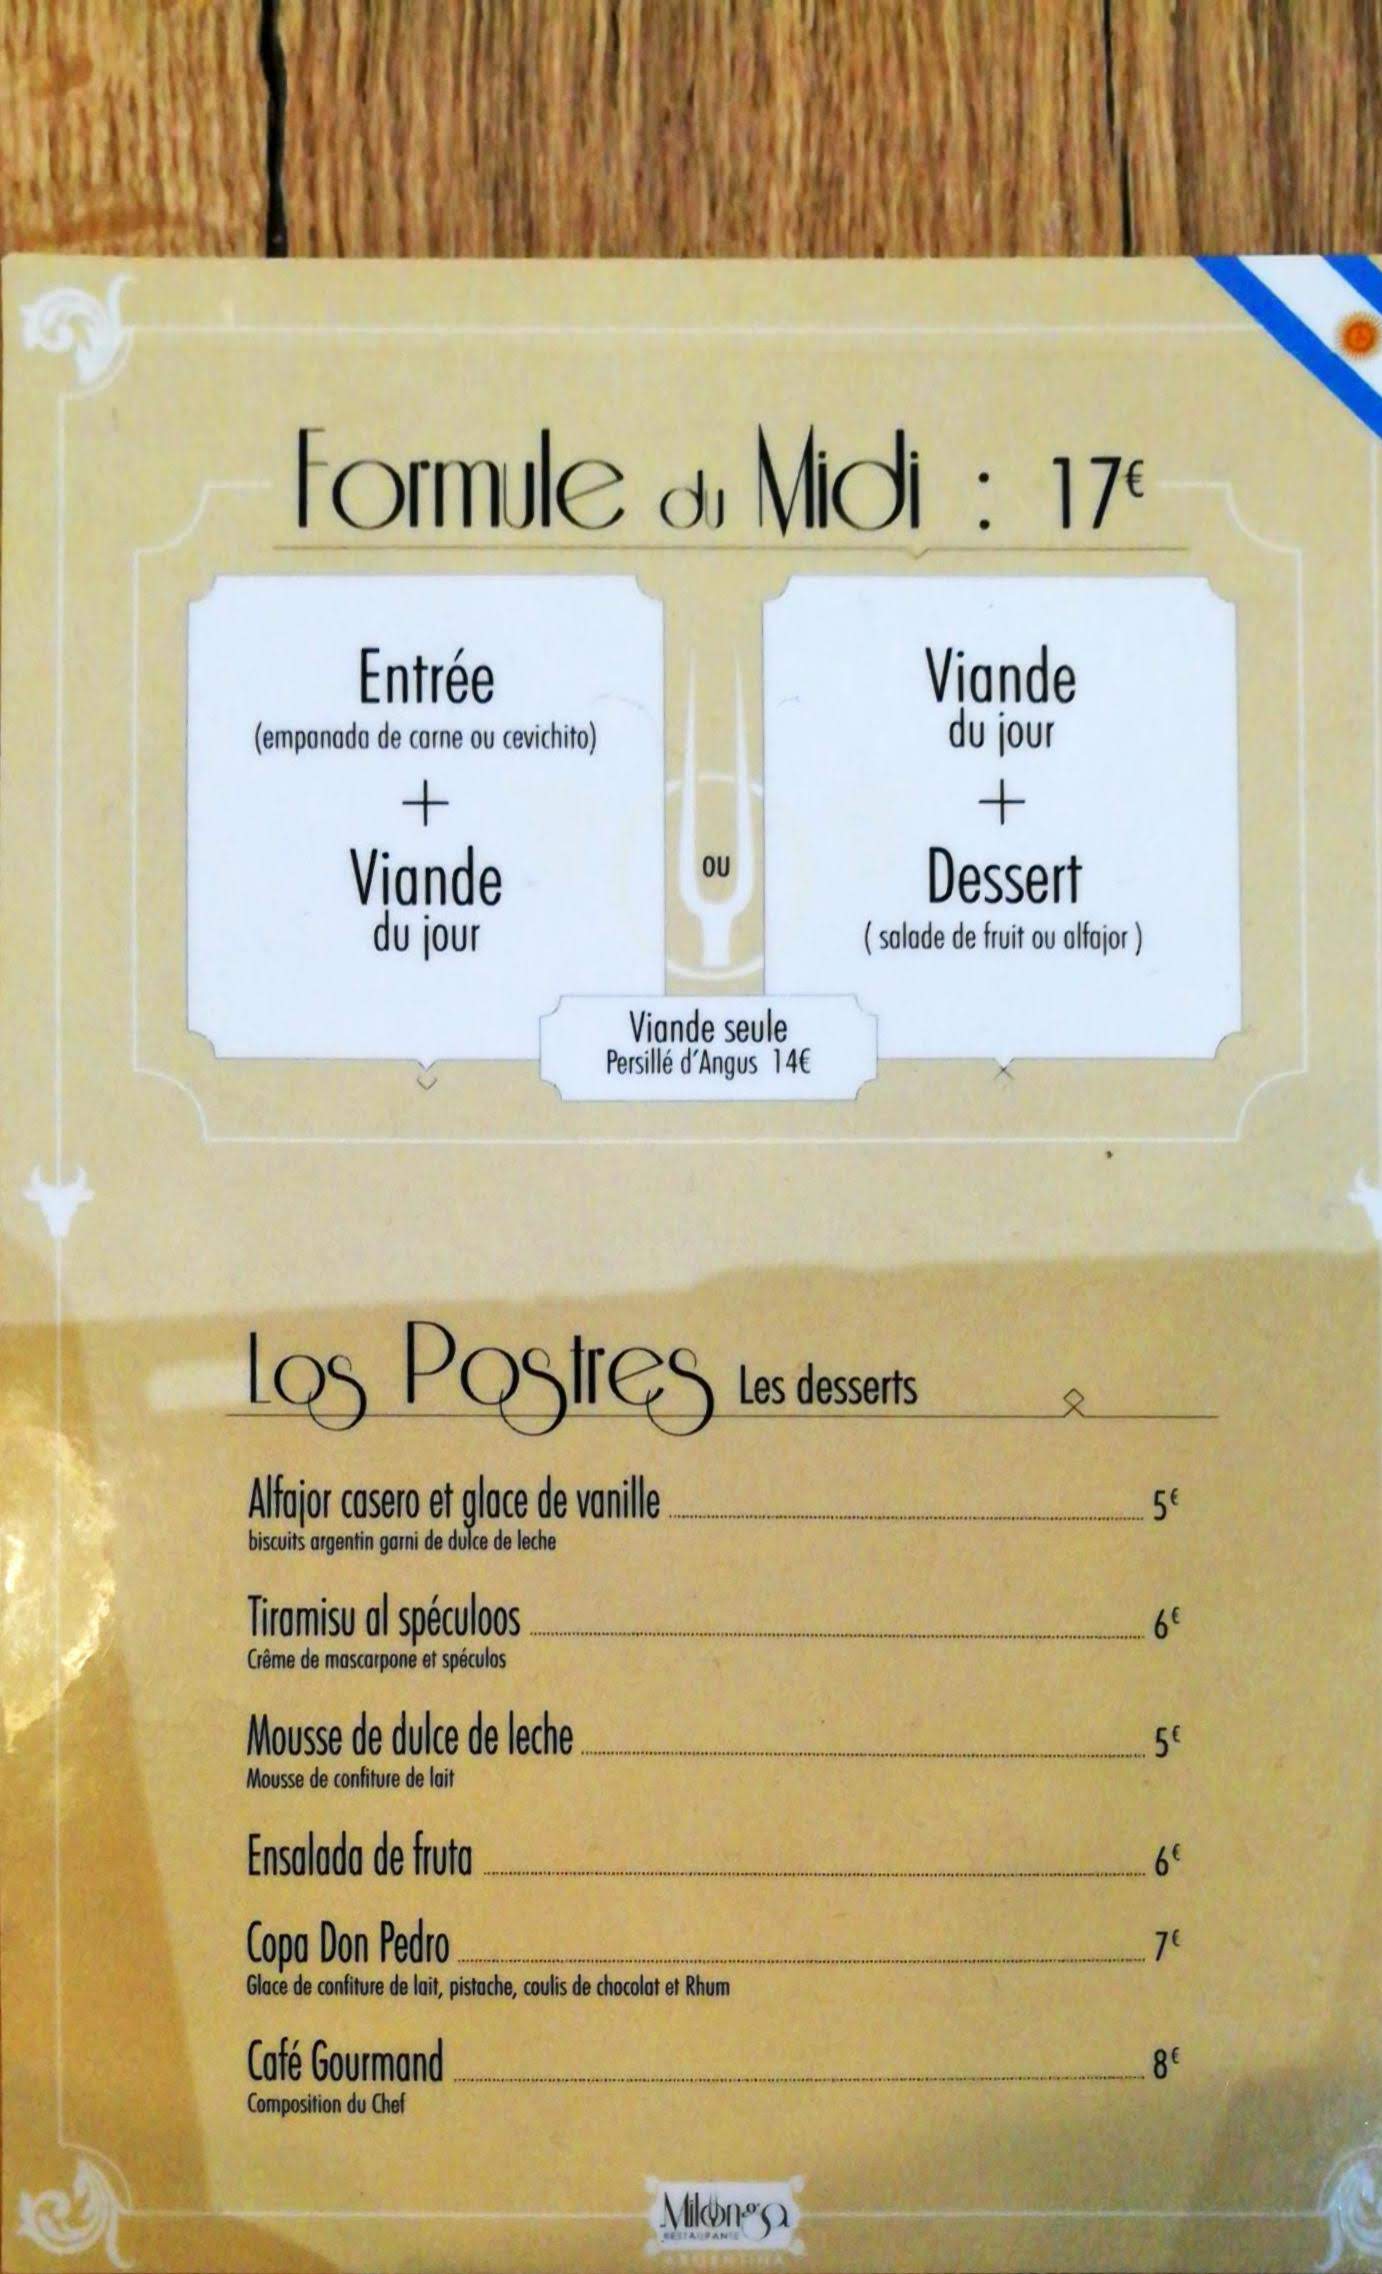 Formule du Midi : 17€
Entrée
(empanada de carne ou cevichito)
+
Viande
du jour
ou
Viande
du jour
+
Dessert
( salade de fruit ou alfajor )
Viande seule
Persillé d'Angus 14€
Los Postres Les desserts
Alfajor casero et glace de vanille 5€
biscuits argentin garni de dulce de leche
Tiramisu al spéculoos 6€
Crême de mascarpone et spéculos
Mousse de dulce de leche 5€
Mousse de confiture de lait
Ensalada de fruta 6€
Copa Don Pedro 7€
Glace de confiture de lait, pistache, coulis de chocolat et Rhum
Café Gourmand 8€
Composition du Chef
Milonga
RESTAURANTE
ARGENTINA